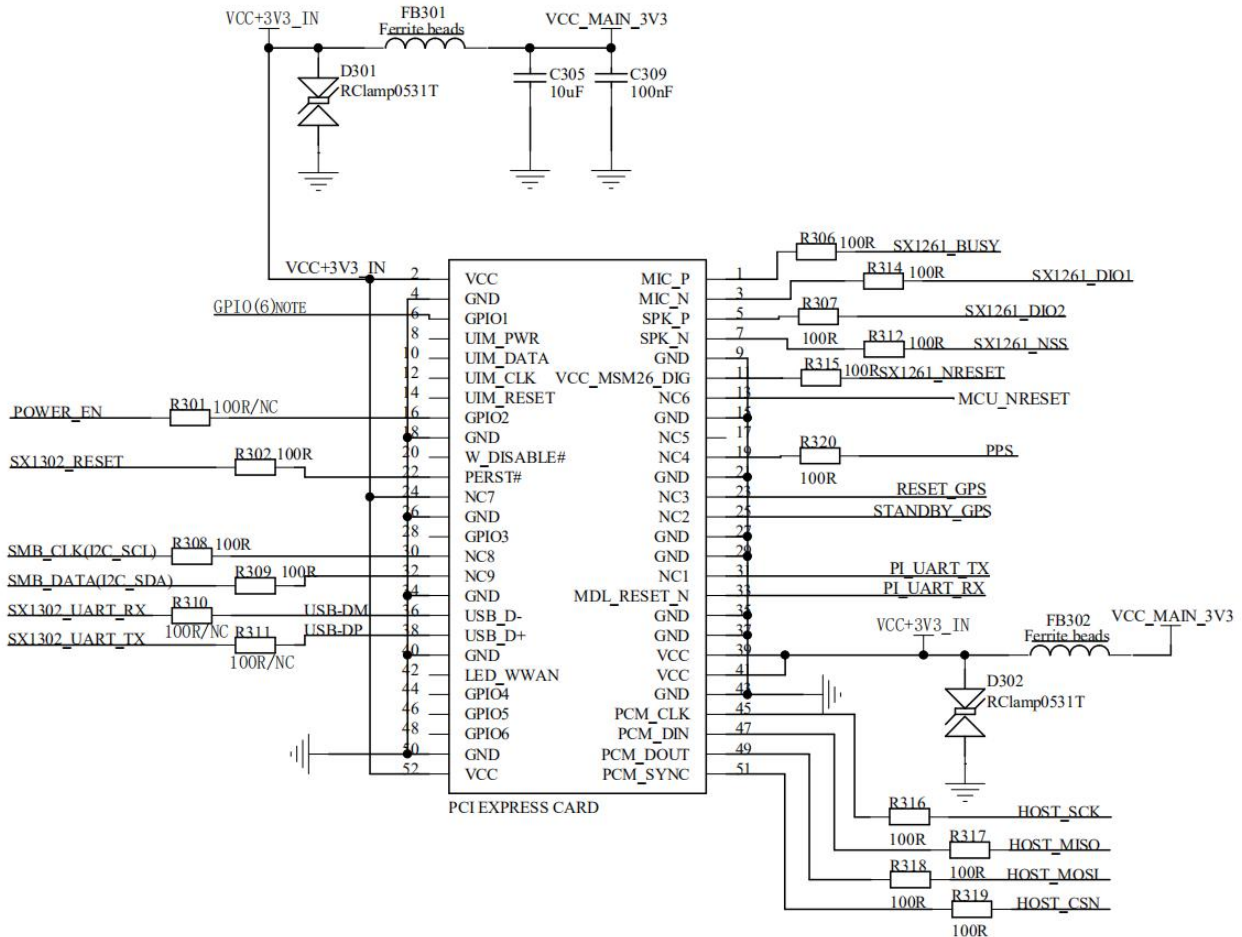 VCC+3V3_IN
FB301
Ferrite beads
VCC_MAIN_3V3
D301
RClamp0531T
C305
10uF
C309
100nF
VCC+3V3_IN
GPIO(6)NOTE
POWER_EN
R301
100R/NC
SX1302_RESET
R302
100R
SMB_CLK(I2C_SCL)
R308
100R
SMB_DATA(I2C_SDA)
R309
100R
SX1302_UART_RX
R310
100R/NC
USB-DM
SX1302_UART_TX
R311
100R/NC
USB-DP
2 VCC
4 GND
6 GPIO1
8 UIM_PWR
10 UIM_DATA
12 UIM_CLK
14 UIM_RESET
16 GPIO2
18 GND
20 W_DISABLE#
22 PERST#
24 NC7
26 GND
28 GPIO3
30 NC8
32 NC9
34 GND
36 USB_D-
38 USB_D+
40 GND
42 LED_WWAN
44 GPIO4
46 GPIO5
48 GPIO6
50 GND
52 VCC
MIC_P 1
MIC_N 3
SPK_P 5
SPK_N 7
GND 9
VCC_MSM26_DIG 11
NC6 13
GND 15
NC5 17
NC4 19
GND 21
NC3 23
NC2 25
GND 27
GND 29
NC1 31
MDL_RESET_N 33
GND 35
GND 37
VCC 39
VCC 41
GND 43
PCM_CLK 45
PCM_DIN 47
PCM_DOUT 49
PCM_SYNC 51
PCI EXPRESS CARD
R306
100R
SX1261_BUSY
R314
100R
SX1261_DIO1
R307
100R
SX1261_DIO2
R312
100R
SX1261_NSS
R315
100R
SX1261_NRESET
MCU_NRESET
R320
100R
PPS
RESET_GPS
STANDBY_GPS
PI_UART_TX
PI_UART_RX
VCC+3V3_IN
FB302
Ferrite beads
VCC_MAIN_3V3
D302
RClamp0531T
R316
100R
HOST_SCK
R317
100R
HOST_MISO
R318
100R
HOST_MOSI
R319
100R
HOST_CSN